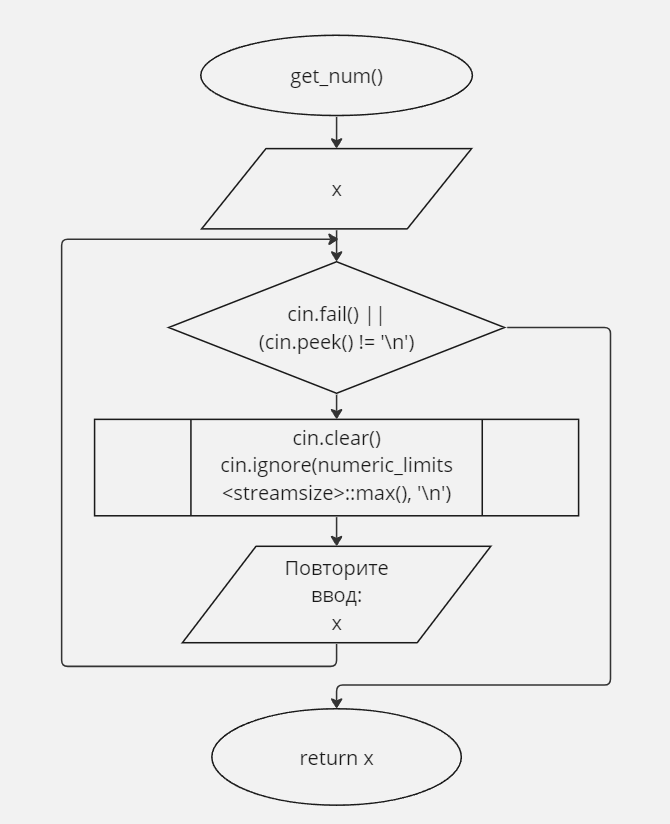 get_num()
x
cin.fail() ||
(cin.peek() != '\n')
cin.clear()
cin.ignore(numeric_limits
<streamsize>::max(), '\n')
Повторите
ввод:
x
return x